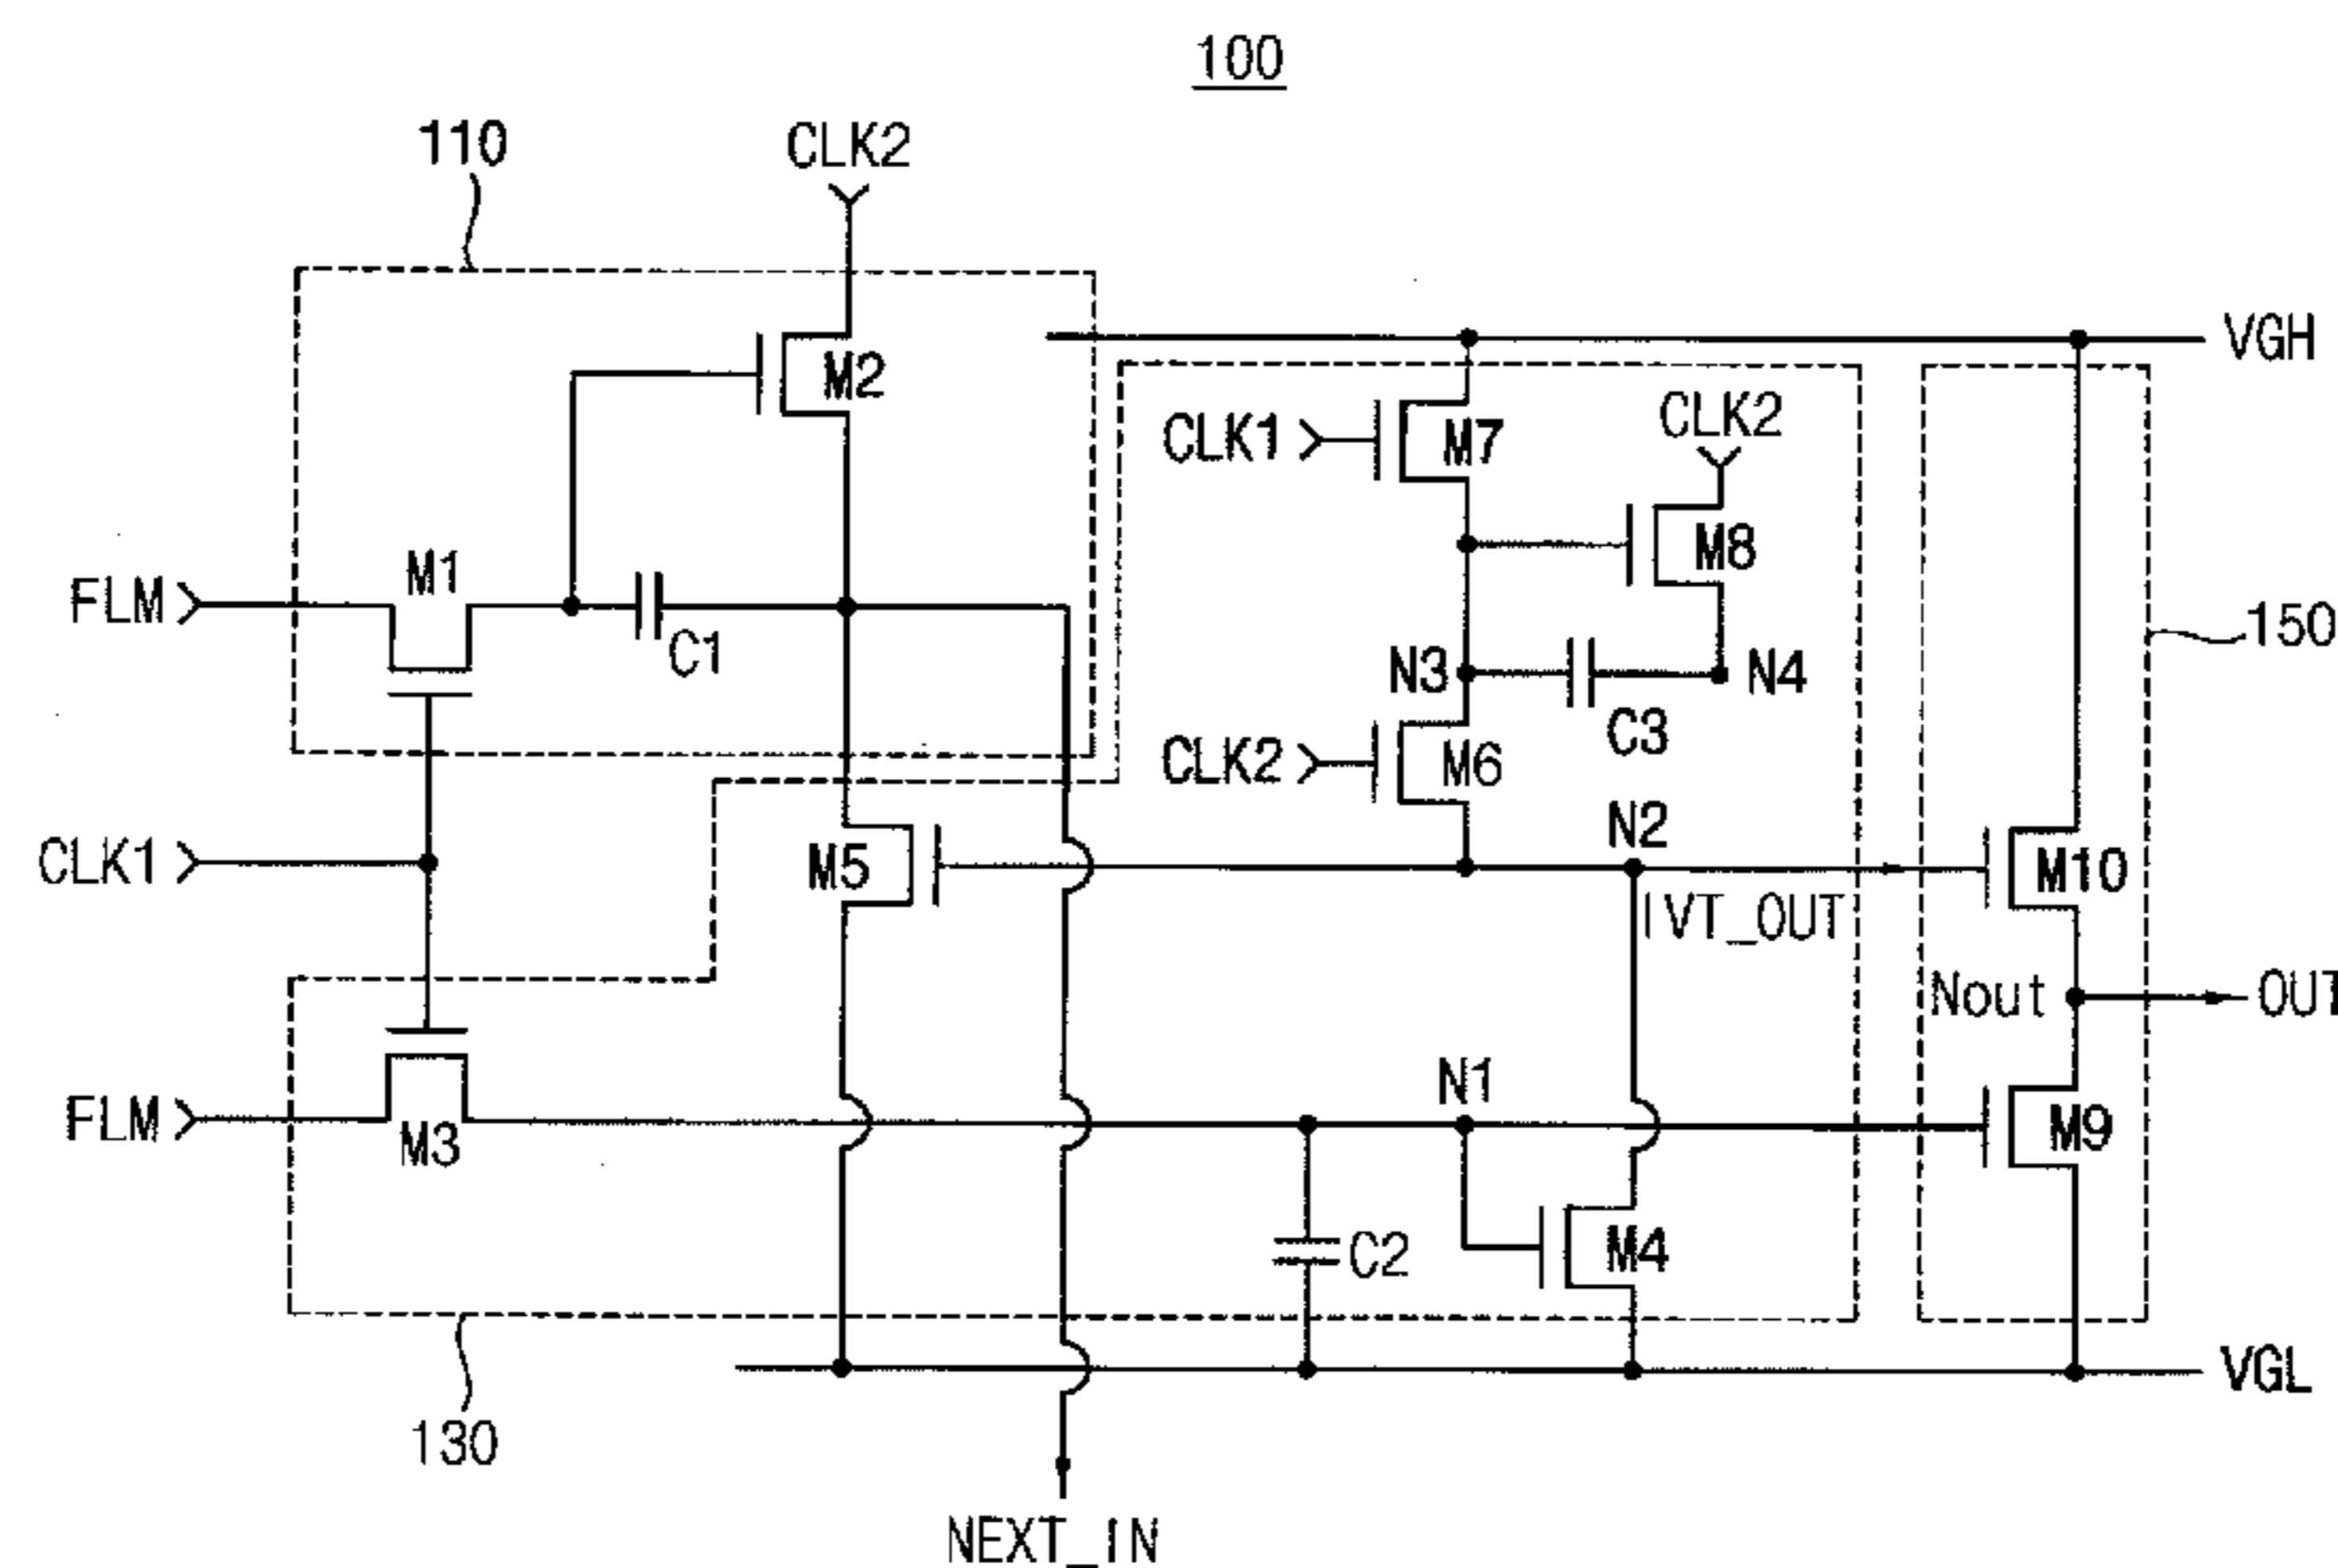 100
110
CLK2
VGH
M2
CLK1
M7
CLK2
M8
M1
FLM
C1
150
N3
N4
C3
CLK2
M6
N2
CLK1
M5
M10
IVT_OUT
Nout
OUT
N1
FLM
M3
M9
C2
M4
VGL
130
NEXT_IN